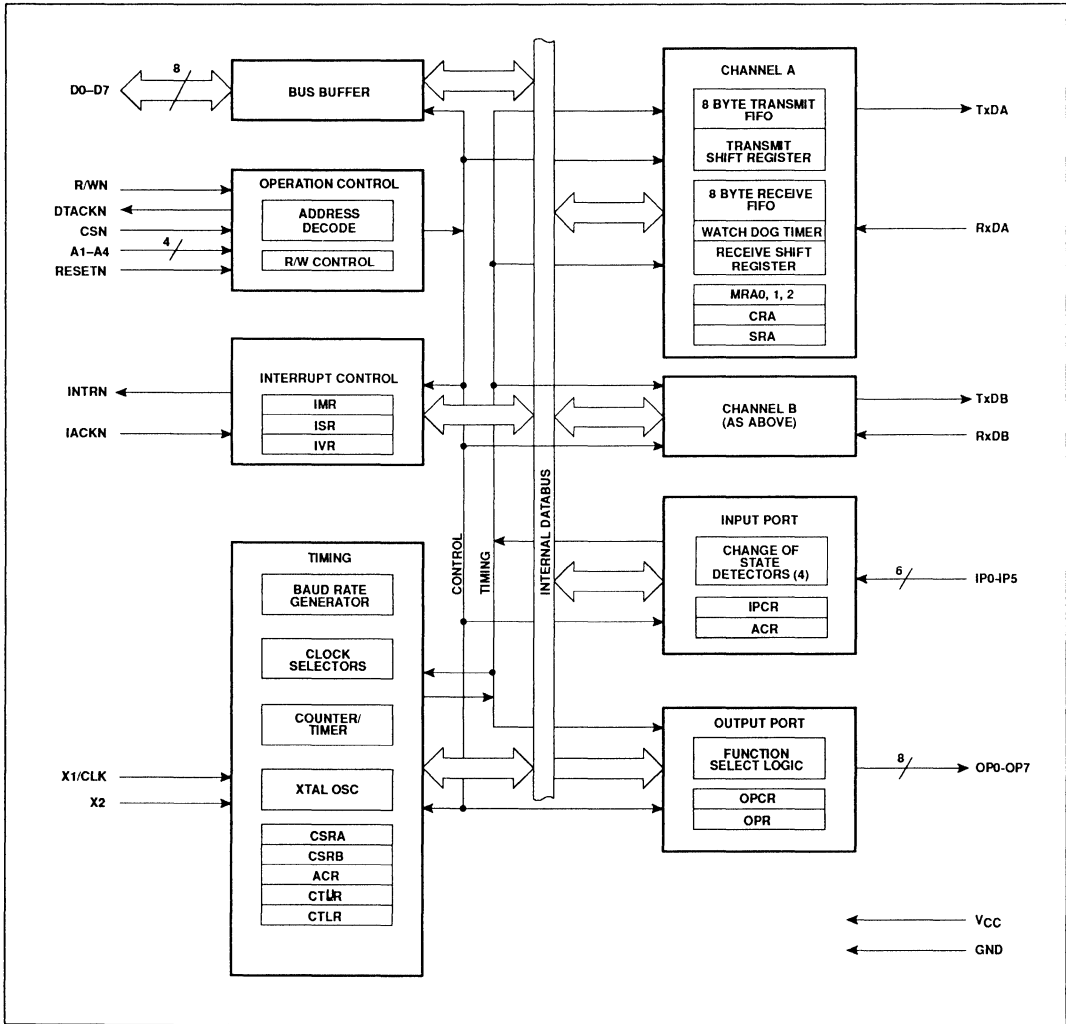 D0–D7
8
BUS BUFFER
R/WN
DTACKN
CSN
A1–A4
4
RESETN
OPERATION CONTROL
ADDRESS
DECODE
R/W CONTROL
INTRN
IACKN
INTERRUPT CONTROL
IMR
ISR
IVR
X1/CLK
X2
TIMING
BAUD RATE
GENERATOR
CLOCK
SELECTORS
COUNTER/
TIMER
XTAL OSC
CSRA
CSRB
ACR
CTUR
CTLR
CONTROL
TIMING
INTERNAL DATABUS
CHANNEL A
8 BYTE TRANSMIT
FIFO
TRANSMIT
SHIFT REGISTER
8 BYTE RECEIVE
FIFO
WATCH DOG TIMER
RECEIVE SHIFT
REGISTER
MRA0, 1, 2
CRA
SRA
TxDA
RxDA
CHANNEL B
(AS ABOVE)
TxDB
RxDB
INPUT PORT
CHANGE OF
STATE
DETECTORS (4)
IPCR
ACR
6
IP0-IP5
OUTPUT PORT
FUNCTION
SELECT LOGIC
OPCR
OPR
8
OP0-OP7
VCC
GND